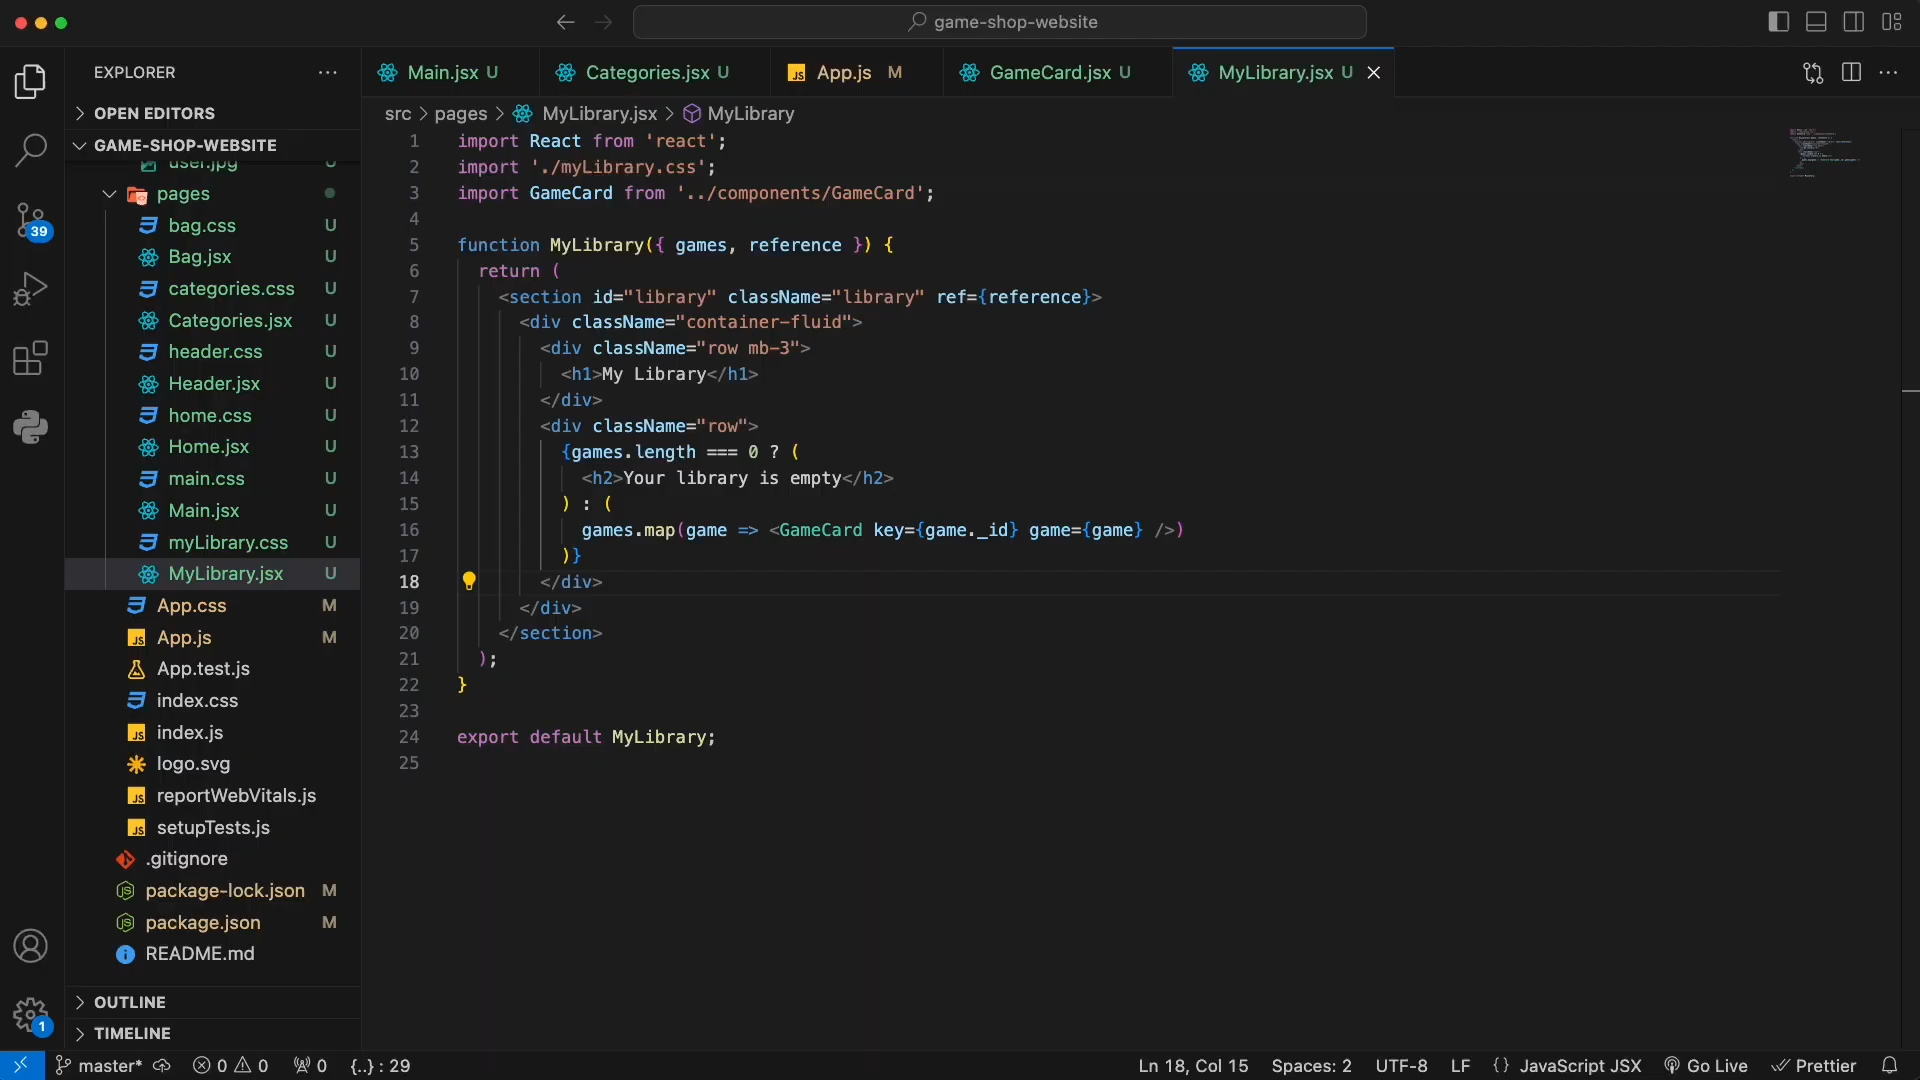 game-shop-website
EXPLORER
OPEN EDITORS
GAME-SHOP-WEBSITE
user.jpg U
pages
bag.css U
Bag.jsx U
categories.css U
Categories.jsx U
header.css U
Header.jsx U
home.css U
Home.jsx U
main.css U
Main.jsx U
myLibrary.css U
MyLibrary.jsx U
App.css M
App.js M
App.test.js
index.css
index.js
logo.svg
reportWebVitals.js
setupTests.js
.gitignore
package-lock.json M
package.json M
README.md
OUTLINE
TIMELINE
39
1
Main.jsx U Categories.jsx U App.js M GameCard.jsx U MyLibrary.jsx U
src > pages > MyLibrary.jsx > MyLibrary
1 import React from 'react';
2 import './myLibrary.css';
3 import GameCard from '../components/GameCard';
4
5 function MyLibrary({ games, reference }) {
6 return (
7 <section id="library" className="library" ref={reference}>
8 <div className="container-fluid">
9 <div className="row mb-3">
10 <h1>My Library</h1>
11 </div>
12 <div className="row">
13 {games.length === 0 ? (
14 <h2>Your library is empty</h2>
15 ) : (
16 games.map(game => <GameCard key={game._id} game={game} />)
17 )}
18 </div>
19 </div>
20 </section>
21 );
22 }
23
24 export default MyLibrary;
25
master* 0 0 0 {..} : 29 Ln 18, Col 15 Spaces: 2 UTF-8 LF {} JavaScript JSX Go Live Prettier